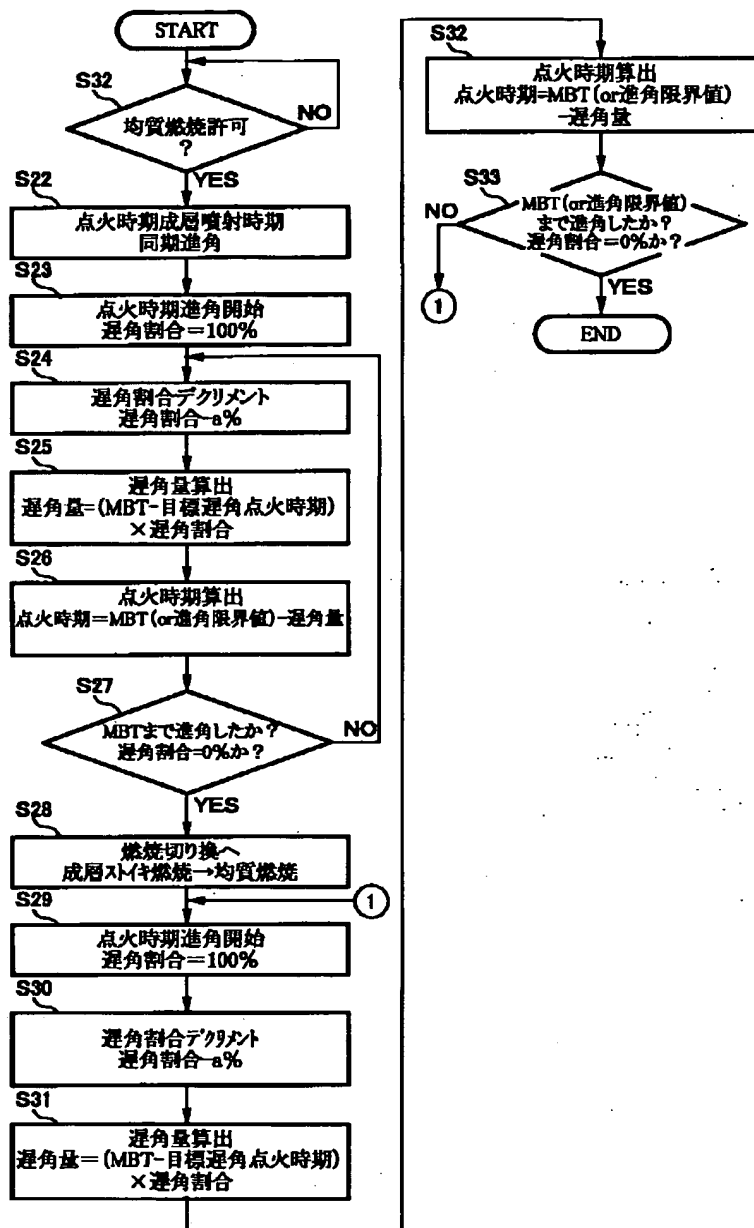 START
S32
均質燃焼許可
?
NO
YES
S22
点火時期成層噴射時期
同期進角
S23
点火時期進角開始
遅角割合=100%
S24
遅角割合デクリメント
遅角割合-a%
S25
遅角量算出
遅角量=(MBT-目標遅角点火時期)
×遅角割合
S26
点火時期算出
点火時期=MBT(or進角限界値)-遅角量
S27
MBTまで進角したか?
遅角割合=0%か?
NO
YES
S28
燃焼切り換へ
成層ストイキ燃焼→均質燃焼
1
S29
点火時期進角開始
遅角割合=100%
S30
遅角割合デクリメント
遅角割合-a%
S31
遅角量算出
遅角量=(MBT-目標遅角点火時期)
×遅角割合
S32
点火時期算出
点火時期=MBT(or進角限界値)
-遅角量
S33
MBT(or進角限界値)
まで進角したか?
遅角割合=0%か?
NO
1
YES
END